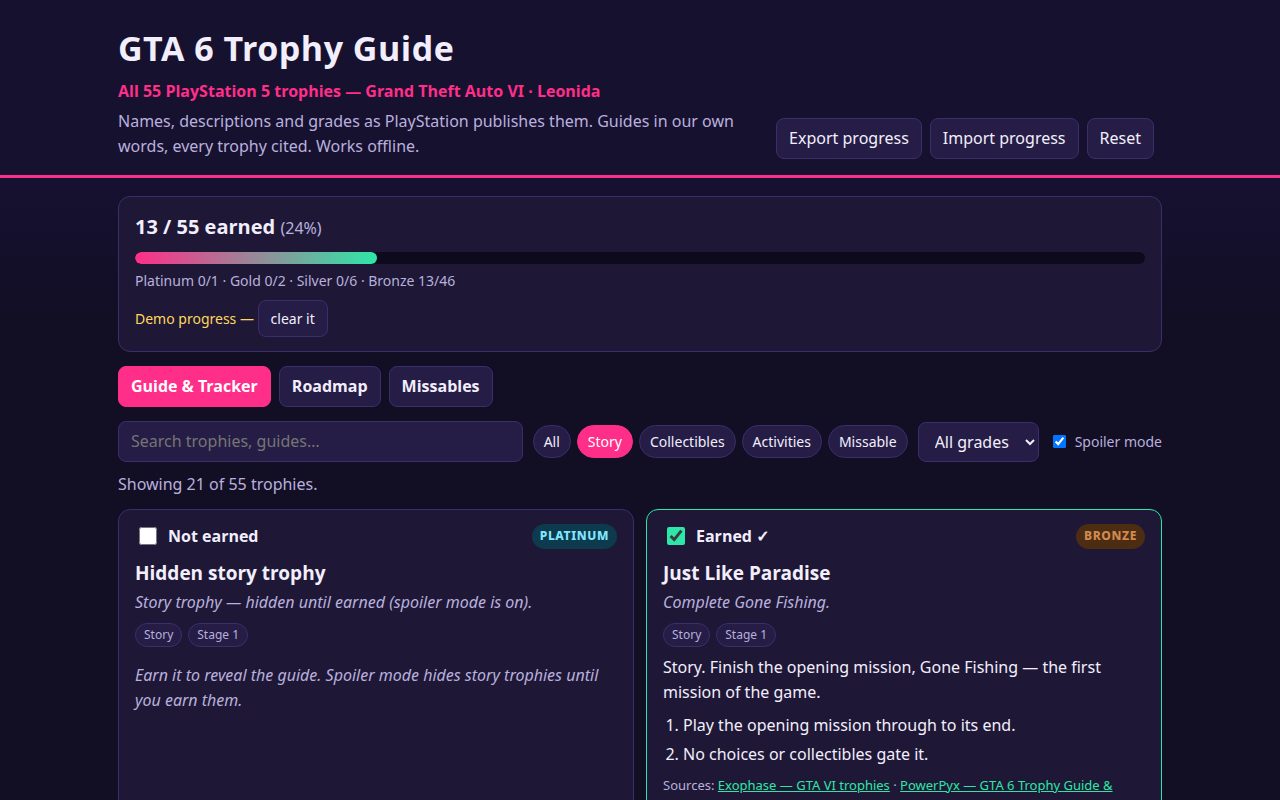 GTA 6 Trophy Guide
All 55 PlayStation 5 trophies — Grand Theft Auto VI · Leonida
Names, descriptions and grades as PlayStation publishes them. Guides in our own
words, every trophy cited. Works offline.
Export progress
Import progress
Reset
13 / 55 earned (24%)
Platinum 0/1 · Gold 0/2 · Silver 0/6 · Bronze 13/46
Demo progress — clear it
Guide & Tracker
Roadmap
Missables
Search trophies, guides...
All
Story
Collectibles
Activities
Missable
All grades
Spoiler mode
Showing 21 of 55 trophies.
Not earned
PLATINUM
Hidden story trophy
Story trophy — hidden until earned (spoiler mode is on).
Story
Stage 1
Earn it to reveal the guide. Spoiler mode hides story trophies until
you earn them.
Earned ✓
BRONZE
Just Like Paradise
Complete Gone Fishing.
Story
Stage 1
Story. Finish the opening mission, Gone Fishing — the first
mission of the game.
1. Play the opening mission through to its end.
2. No choices or collectibles gate it.
Sources: Exophase — GTA VI trophies · PowerPyx — GTA 6 Trophy Guide &